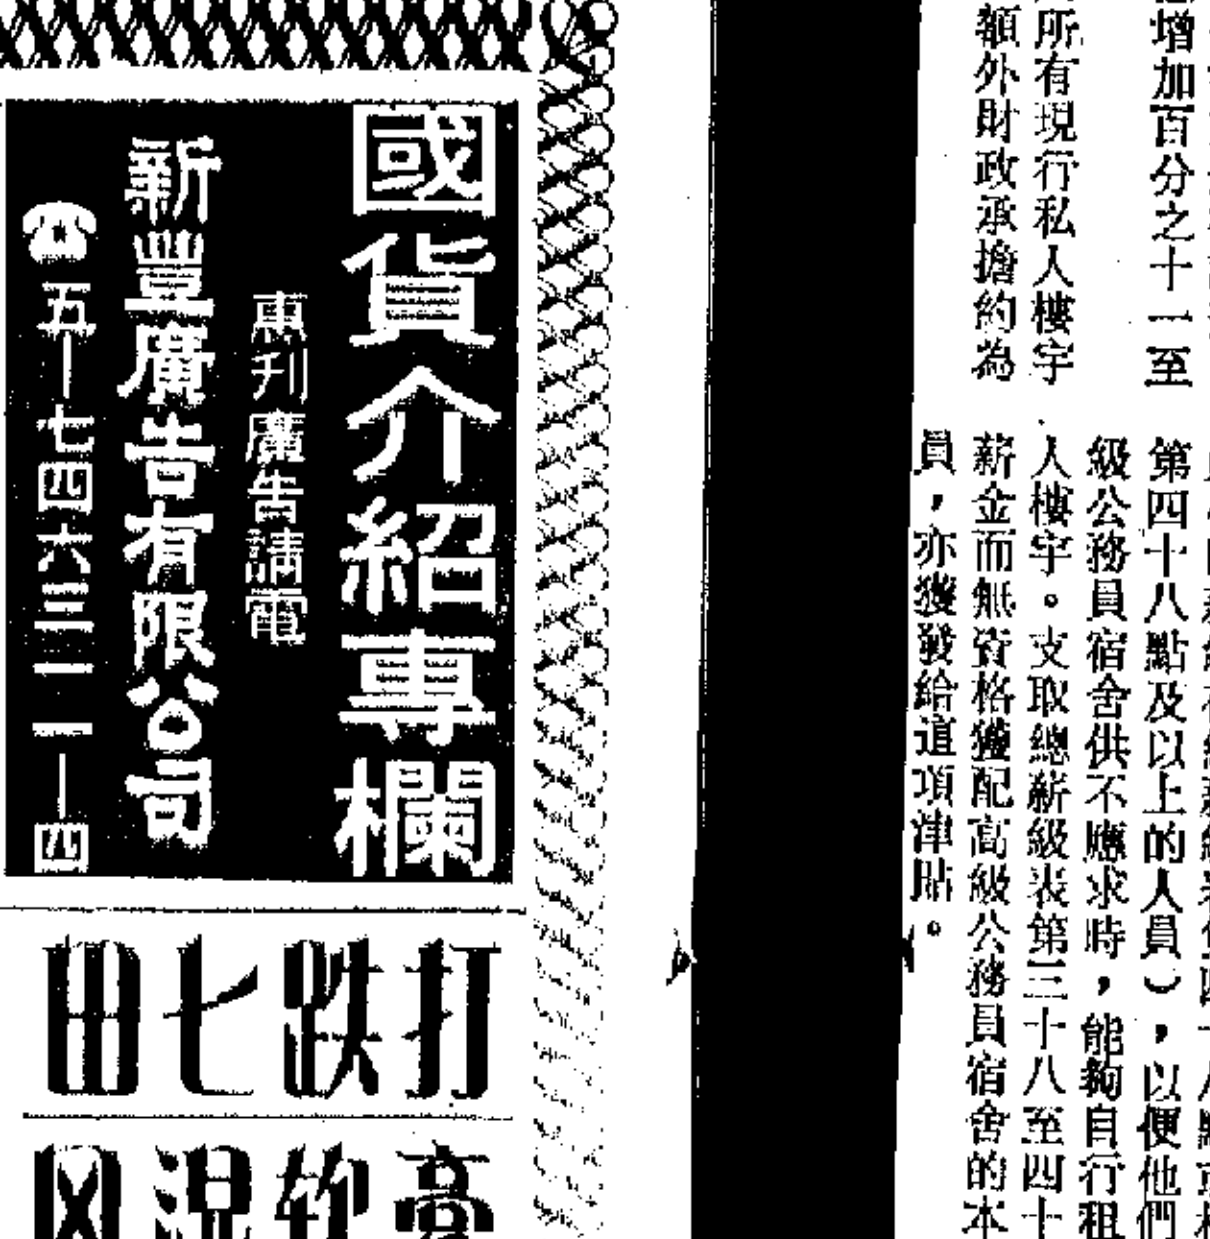 增加百分之十一至
所有現行私人樓宇
額外財政承擔約為
第四十八點及以上的人員），以便他們
級公務員宿舍供不應求時，能夠自行租
人樓宇。支取總薪級表第三十八至四十
薪金而無資格獲配高級公務員宿舍的本
員，亦獲發給這項津貼。
國貨介紹專欄
惠刊廣告請電
新豐廣告有限公司
☎五—七四六三一一—四
打跌七